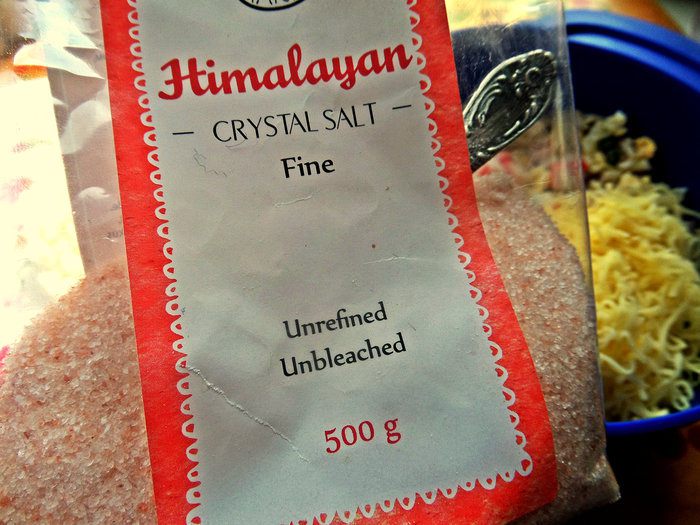 Himalayan
— CRYSTAL SALT —
Fine
Unrefined
Unbleached
500 g